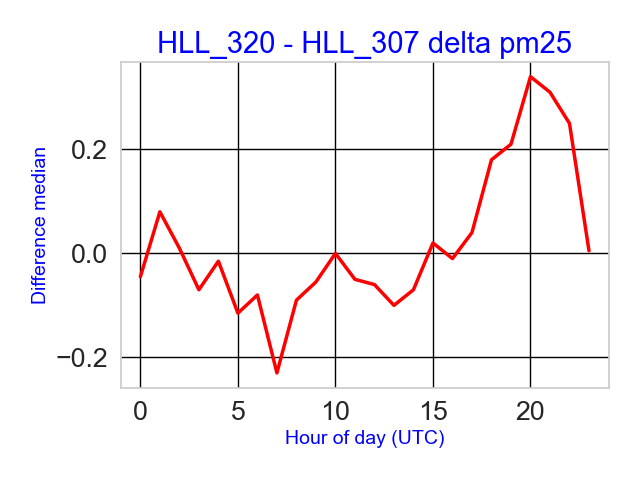 HLL_320 - HLL_307 delta pm25
Difference median
0.2
0.0
−0.2
0 5 10 15 20
Hour of day (UTC)